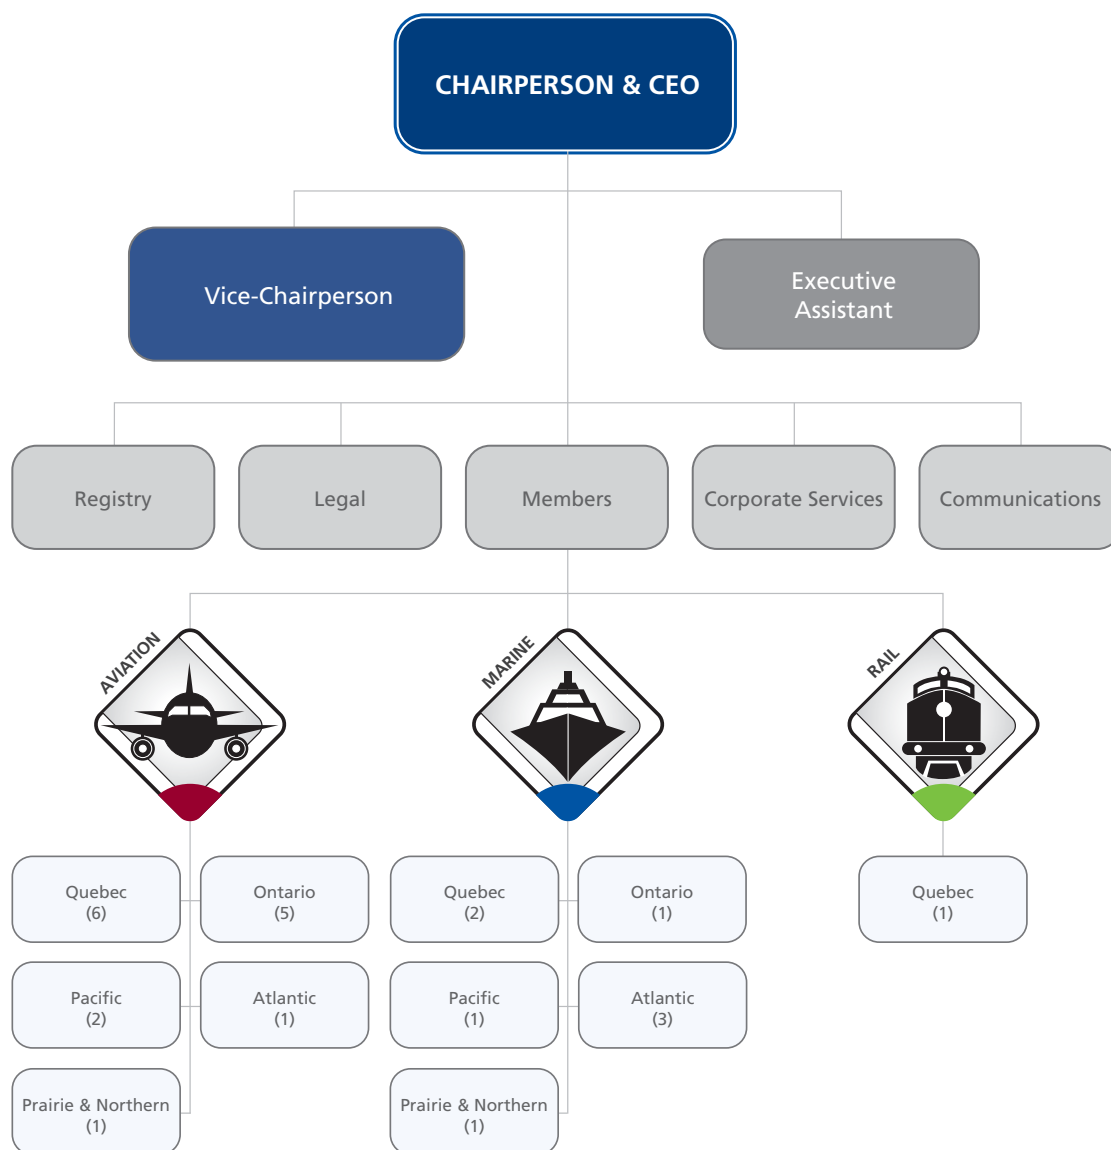 CHAIRPERSON & CEO
Vice-Chairperson
Executive
Assistant
Registry
Legal
Members
Corporate Services
Communications
AVIATION
MARINE
RAIL
Quebec
(6)
Ontario
(5)
Quebec
(2)
Ontario
(1)
Quebec
(1)
Pacific
(2)
Atlantic
(1)
Pacific
(1)
Atlantic
(3)
Prairie & Northern
(1)
Prairie & Northern
(1)